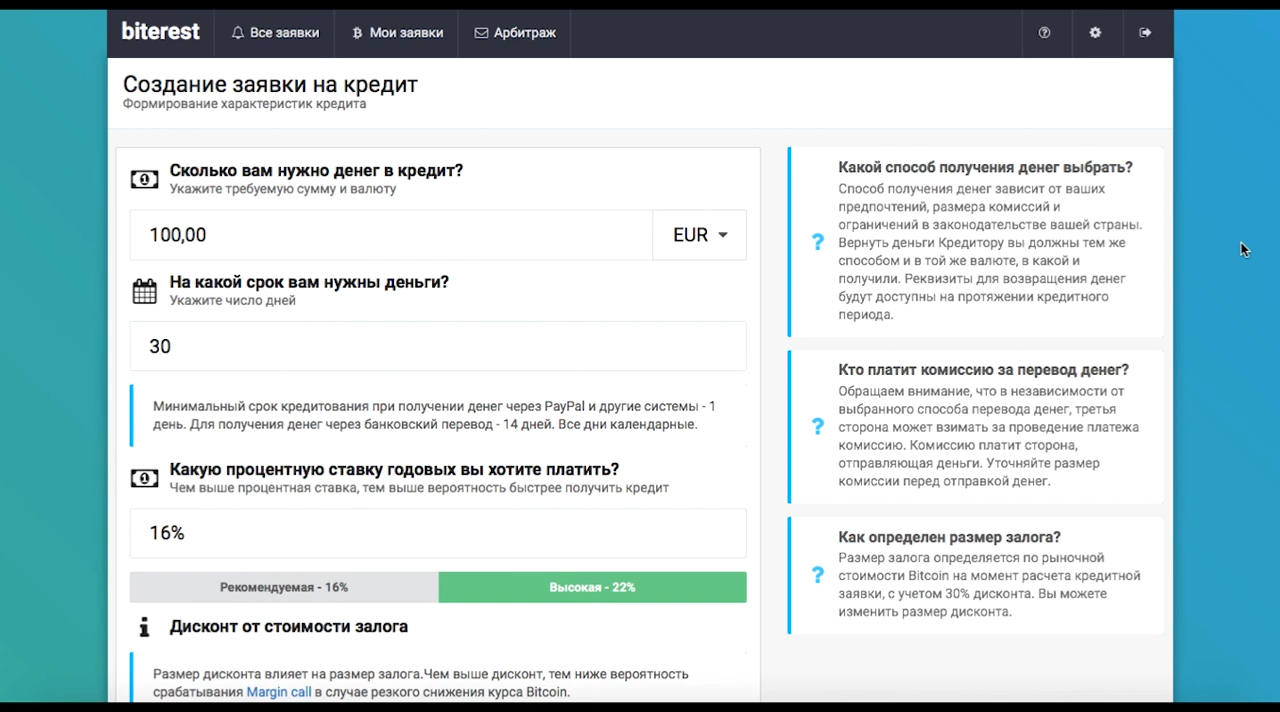 biterest
Все заявки
Мои заявки
Арбитраж
Создание заявки на кредит
Формирование характеристик кредита
Сколько вам нужно денег в кредит?
Укажите требуемую сумму и валюту
100,00
EUR
На какой срок вам нужны деньги?
Укажите число дней
30
Минимальный срок кредитования при получении денег через PayPal и другие системы - 1
день. Для получения денег через банковский перевод - 14 дней. Все дни календарные.
Какую процентную ставку годовых вы хотите платить?
Чем выше процентная ставка, тем выше вероятность быстрее получить кредит
16%
Рекомендуемая - 16%
Высокая - 22%
Дисконт от стоимости залога
Размер дисконта влияет на размер залога.Чем выше дисконт, тем ниже вероятность
срабатывания Margin call в случае резкого снижения курса Bitcoin.
Какой способ получения денег выбрать?
Способ получения денег зависит от ваших
предпочтений, размера комиссий и
ограничений в законодательстве вашей страны.
Вернуть деньги Кредитору вы должны тем же
способом и в той же валюте, в какой и
получили. Реквизиты для возвращения денег
будут доступны на протяжении кредитного
периода.
Кто платит комиссию за перевод денег?
Обращаем внимание, что в независимости от
выбранного способа перевода денег, третья
сторона может взимать за проведение платежа
комиссию. Комиссию платит сторона,
отправляющая деньги. Уточняйте размер
комиссии перед отправкой денег.
Как определен размер залога?
Размер залога определяется по рыночной
стоимости Bitcoin на момент расчета кредитной
заявки, с учетом 30% дисконта. Вы можете
изменить размер дисконта.